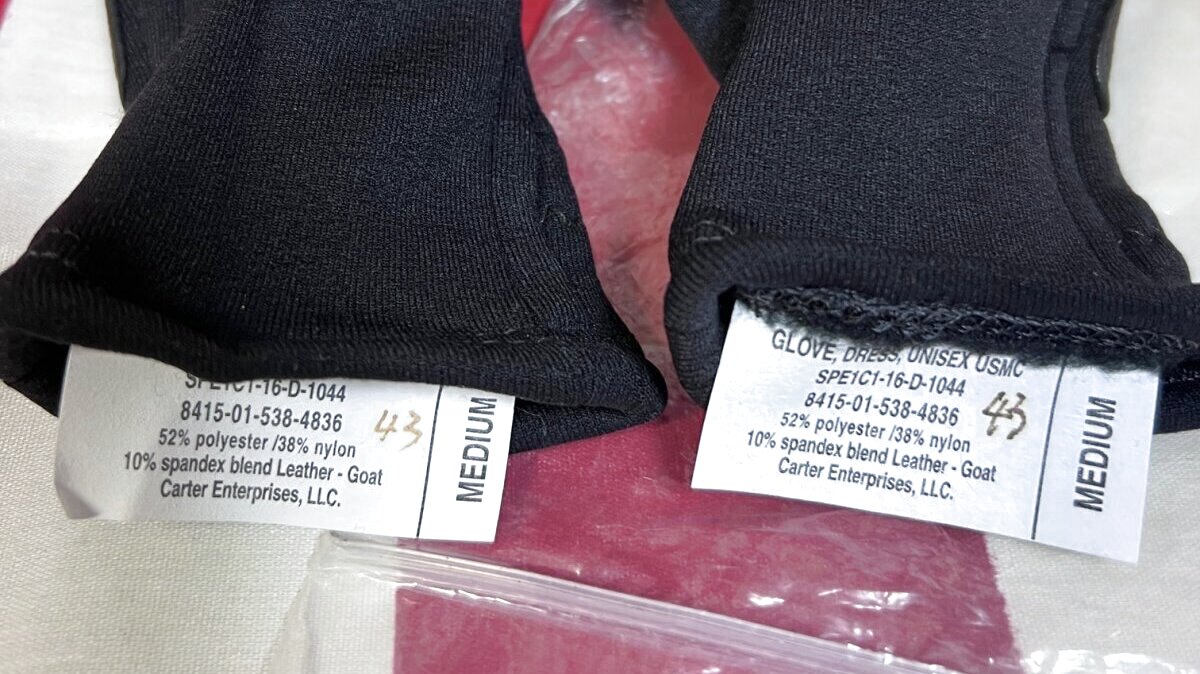 SPE1C1-16-D-1044
8415-01-538-4836
52% polyester /38% nylon
10% spandex blend Leather - Goat
Carter Enterprises, LLC.
43
MEDIUM
GLOVE, DRESS, UNISEX USMC
SPE1C1-16-D-1044
8415-01-538-4836
52% polyester /38% nylon
10% spandex blend Leather - Goat
Carter Enterprises, LLC.
43
MEDIUM